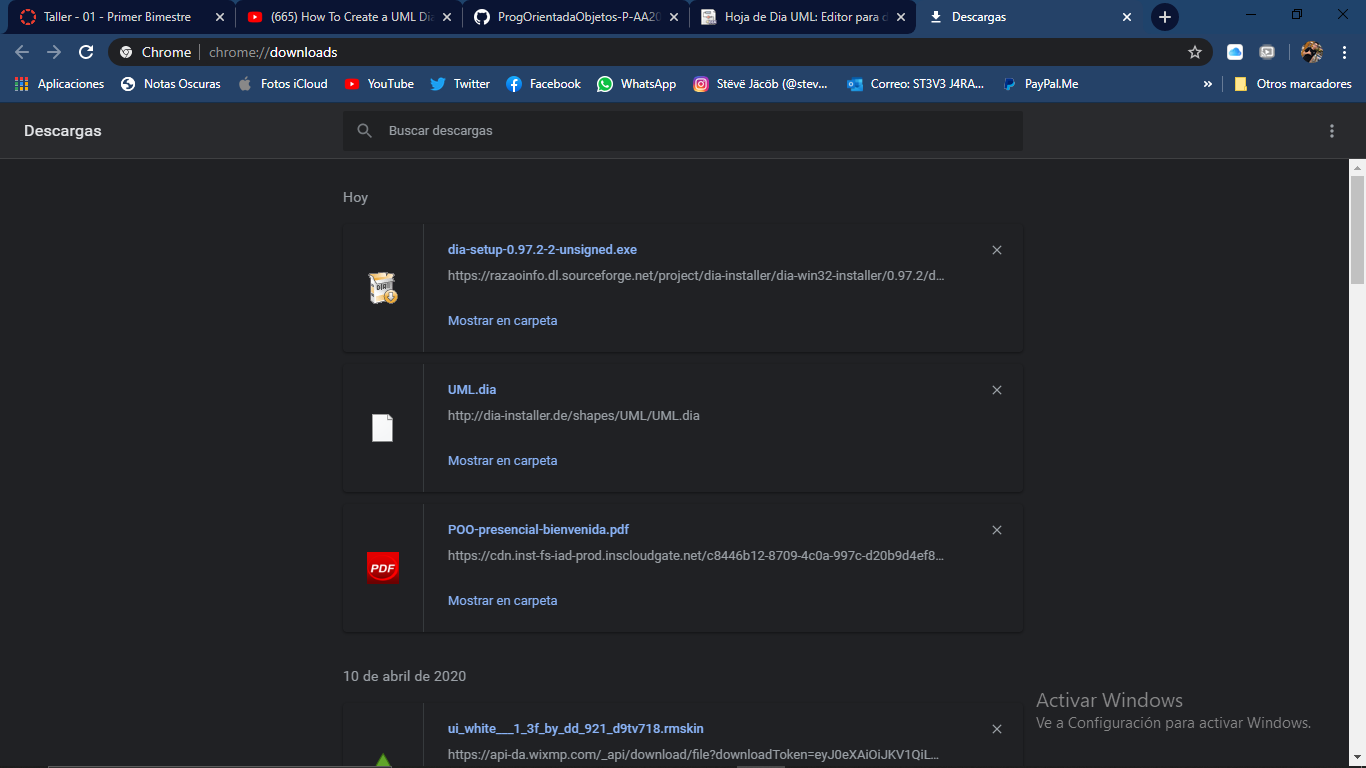 Taller - 01 - Primer Bimestre
(665) How To Create a UML Dia
ProgOrientadaObjetos-P-AA20
Hoja de Dia UML: Editor para d
Descargas
Chrome
chrome://downloads
Aplicaciones
Notas Oscuras
Fotos iCloud
YouTube
Twitter
Facebook
WhatsApp
Stëvë Jäcöb (@stev...
Correo: ST3V3 J4RA...
PayPal.Me
»
Otros marcadores
Descargas
Buscar descargas
Hoy
dia-setup-0.97.2-2-unsigned.exe
https://razaoinfo.dl.sourceforge.net/project/dia-installer/dia-win32-installer/0.97.2/d...
Mostrar en carpeta
UML.dia
http://dia-installer.de/shapes/UML/UML.dia
Mostrar en carpeta
PDF
POO-presencial-bienvenida.pdf
https://cdn.inst-fs-iad-prod.inscloudgate.net/c8446b12-8709-4c0a-997c-d20b9d4ef8...
Mostrar en carpeta
10 de abril de 2020
ui_white___1_3f_by_dd_921_d9tv718.rmskin
https://api-da.wixmp.com/_api/download/file?downloadToken=eyJ0eXAiOiJKV1QiL...
Activar Windows
Ve a Configuración para activar Windows.